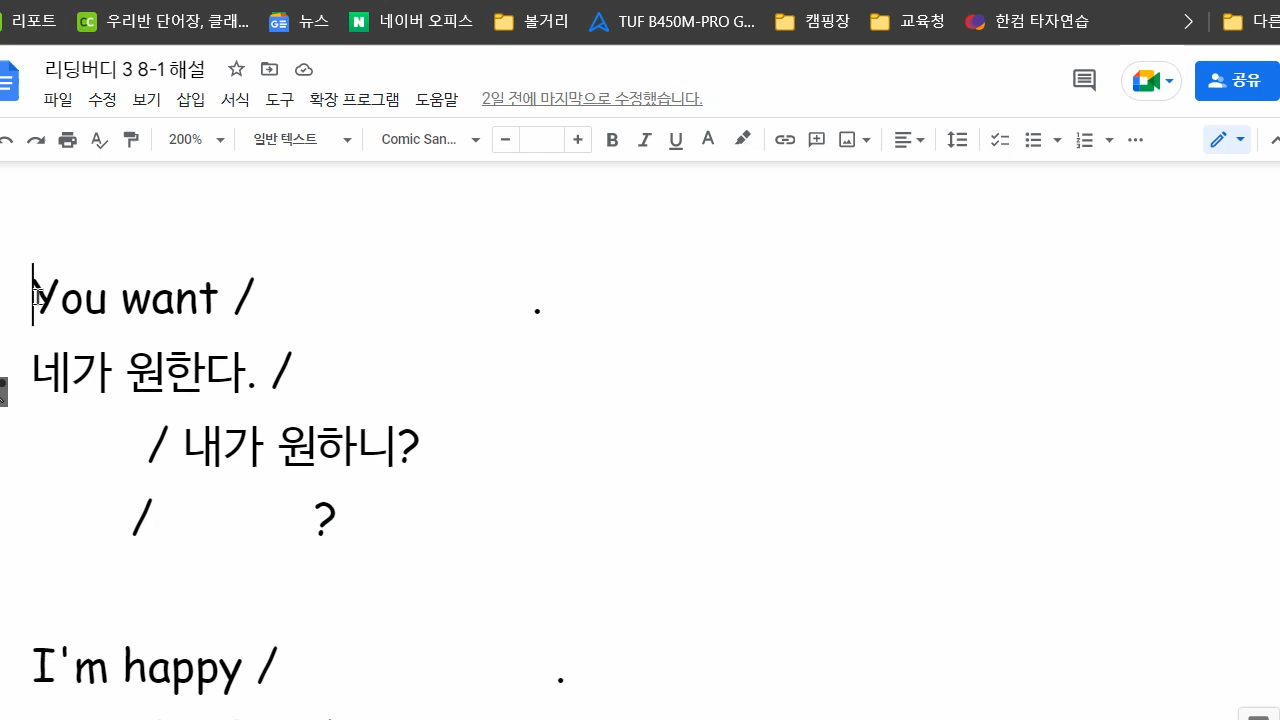 리포트 우리반 단어장, 클래... 뉴스 네이버 오피스 볼거리 TUF B450M-PRO G... 캠핑장 교육청 한컴 타자연습 다른
리딩버디 3 8-1 해설
공유
파일 수정 보기 삽입 서식 도구 확장 프로그램 도움말 2일 전에 마지막으로 수정했습니다.
200% 일반 텍스트 Comic San... − + B I U A
You want / .
네가 원한다. /
/ 내가 원하니?
/ ?
I'm happy / .